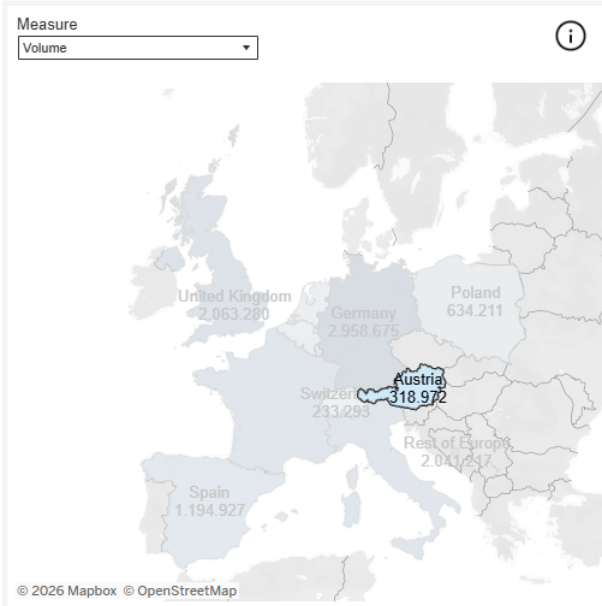 Measure
Volume
United Kingdom
2.063.280
Germany
2.958.675
Poland
634.211
Austria
318.972
233.293
Rest of Europe
2.041.217
Spain
1.194.927
© 2026 Mapbox © OpenStreetMap